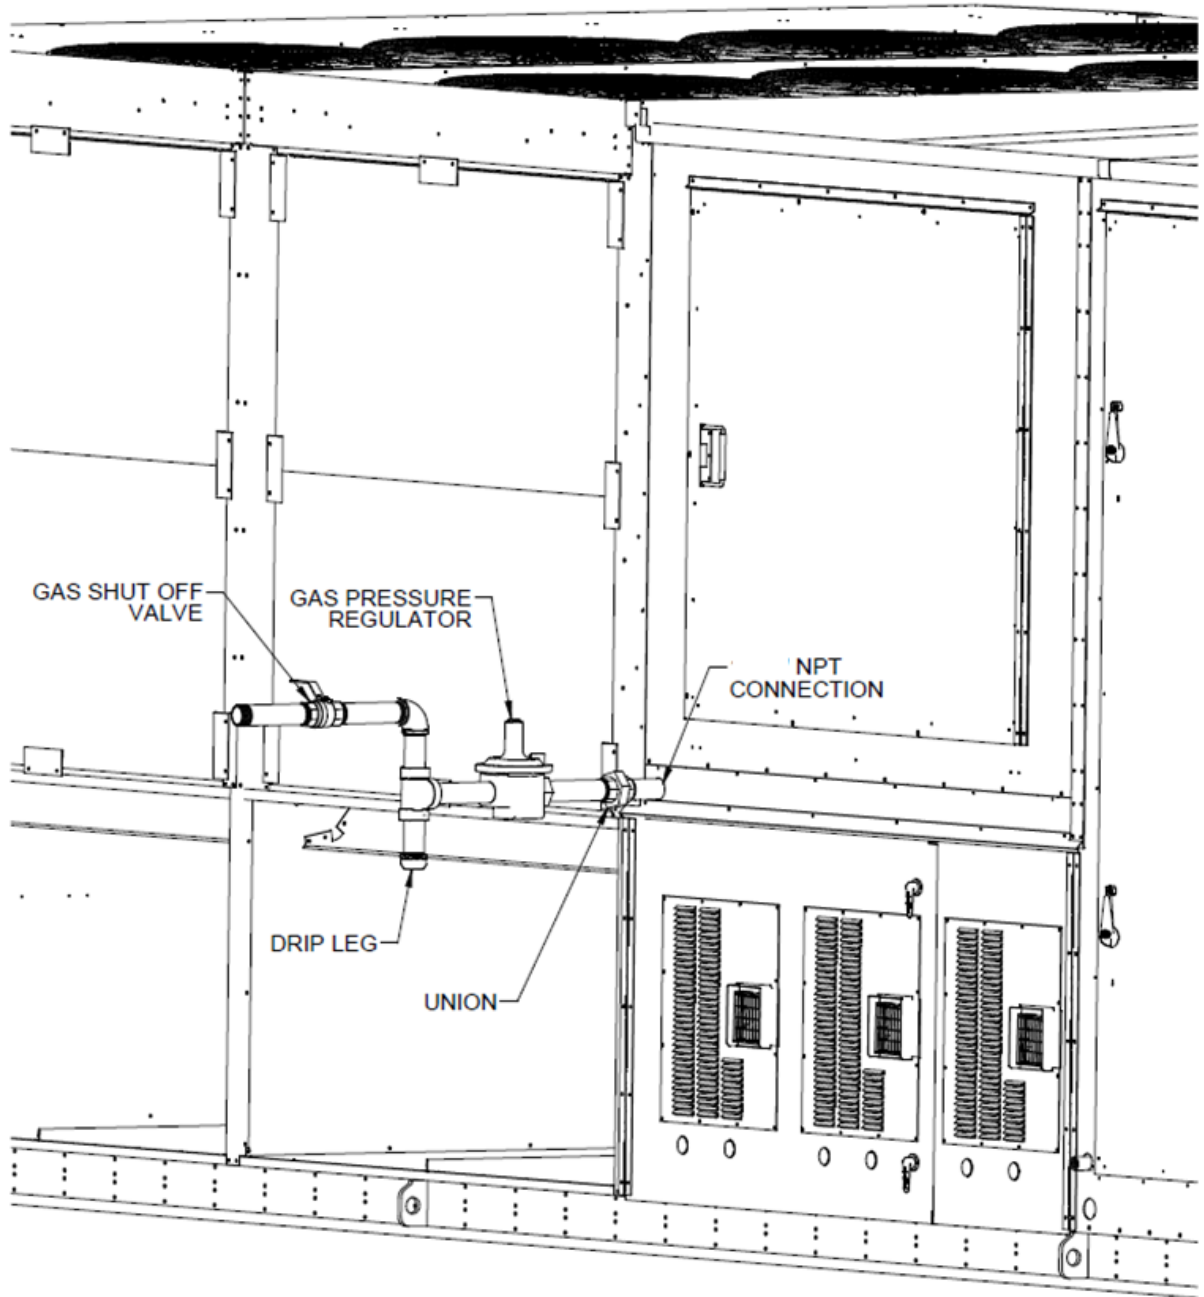 GAS SHUT OFF
VALVE
GAS PRESSURE
REGULATOR
NPT
CONNECTION
DRIP LEG
UNION